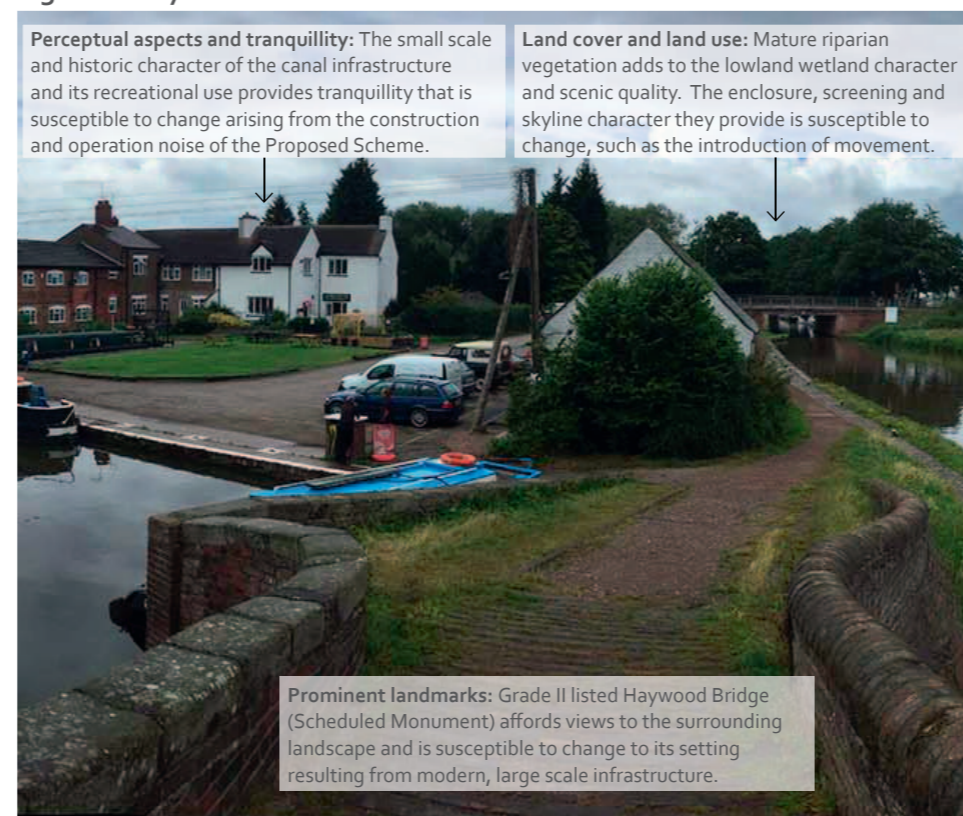 Perceptual aspects and tranquillity: The small scale
and historic character of the canal infrastructure
and its recreational use provides tranquillity that is
susceptible to change arising from the construction
and operation noise of the Proposed Scheme.
Land cover and land use: Mature riparian
vegetation adds to the lowland wetland character
and scenic quality. The enclosure, screening and
skyline character they provide is susceptible to
change, such as the introduction of movement.
Prominent landmarks: Grade II listed Haywood Bridge
(Scheduled Monument) affords views to the surrounding
landscape and is susceptible to change to its setting
resulting from modern, large scale infrastructure.